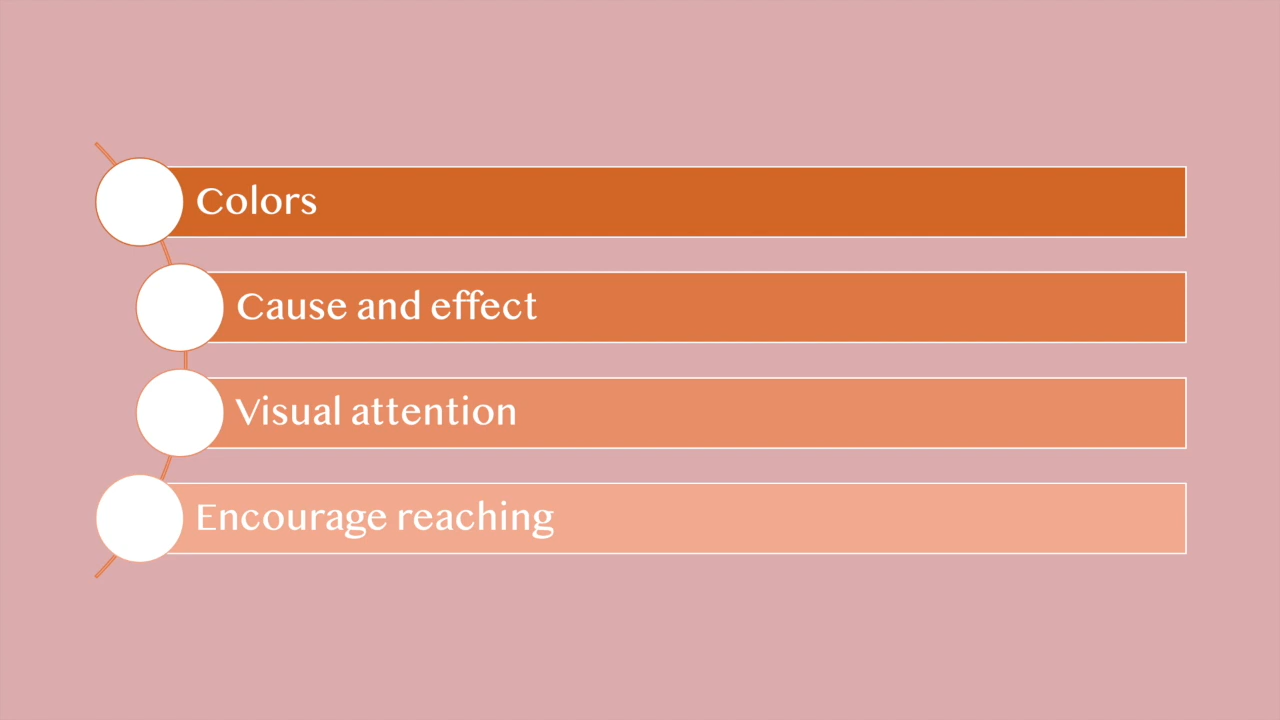 Colors
Cause and effect
Visual attention
Encourage reaching